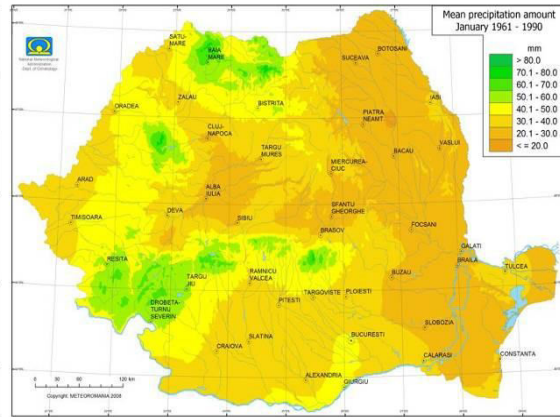 Mean precipitation amount
January 1961 - 1990
mm
> 80.0
70.1 - 80.0
60.1 - 70.0
50.1 - 60.0
40.1 - 50.0
30.1 - 40.0
20.1 - 30.0
< = 20.0
National Meteorological
Administration
SATU-
MARE
BAIA
MARE
BOTOSANI
SUCEAVA
ZALAU
ORADEA
BISTRITA
IASI
PIATRA
NEAMT
CLUJ-
NAPOCA
TARGU
MURES
MIERCUREA-
CIUC
BACAU
VASLUI
ARAD
ALBA
IULIA
TIMISOARA
DEVA
SIBIU
SFANTU
GHEORGHE
BRASOV
FOCSANI
GALATI
BRAILA
TULCEA
RESITA
TARGU
JIU
RAMNICU
VALCEA
BUZAU
DROBETA-
TURNU
SEVERIN
TARGOVISTE
PLOIESTI
PITESTI
SLOBOZIA
SLATINA
BUCURESTI
CRAIOVA
CALARASI
CONSTANTA
ALEXANDRIA
GIURGIU
0 30 60 120 km
Copyright: METEOROMANIA 2008